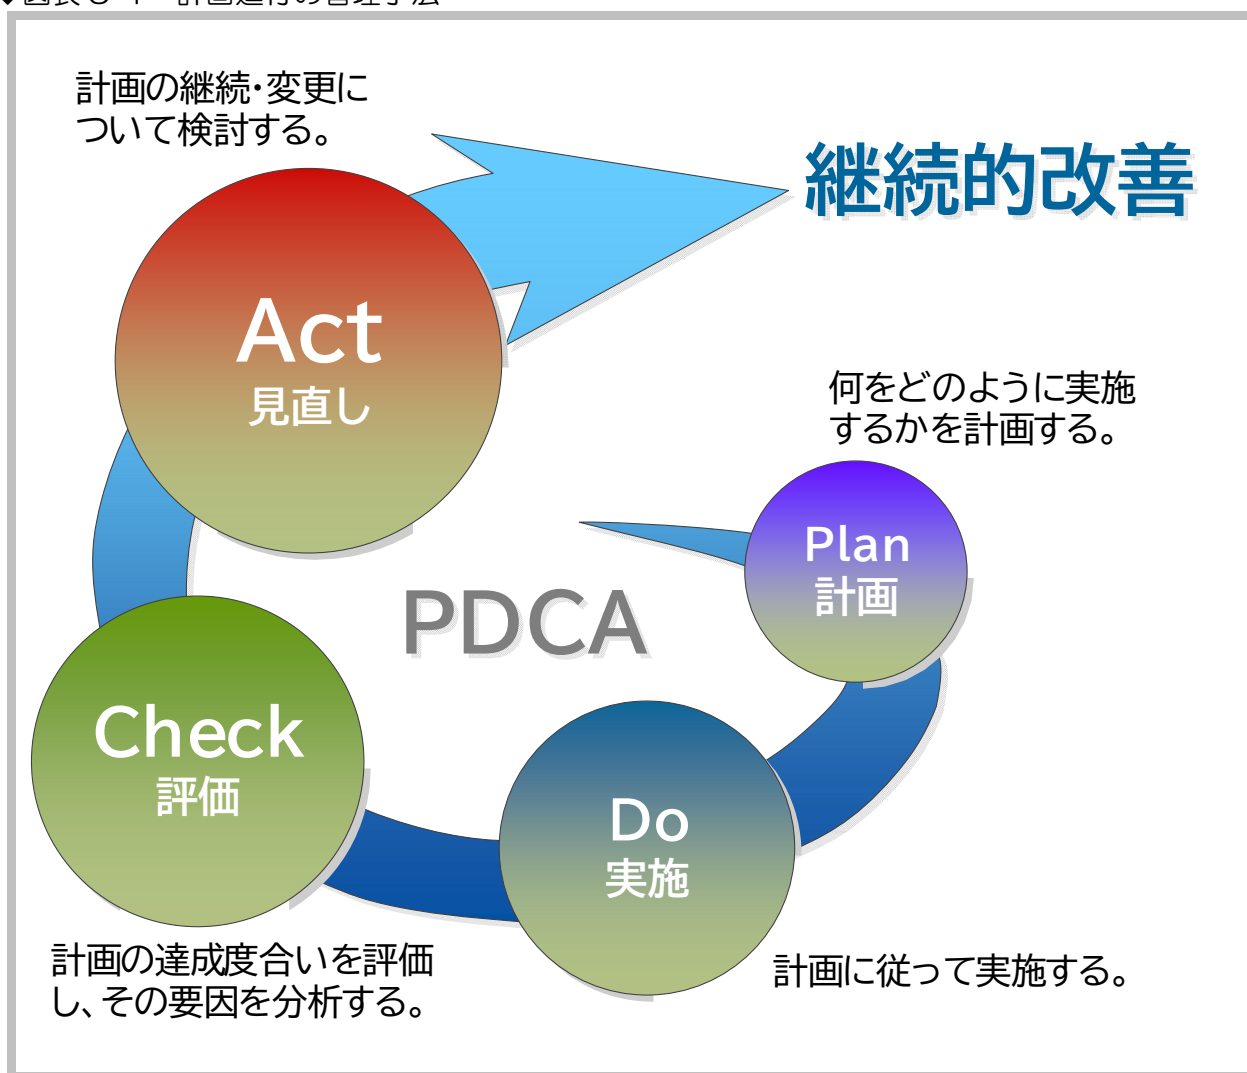 計画の継続・変更に
ついて検討する。
継続的改善
Act
見直し
何をどのように実施
するかを計画する。
Plan
計画
PDCA
Check
評価
Do
実施
計画の達成度合いを評価
し、その要因を分析する。
計画に従って実施する。